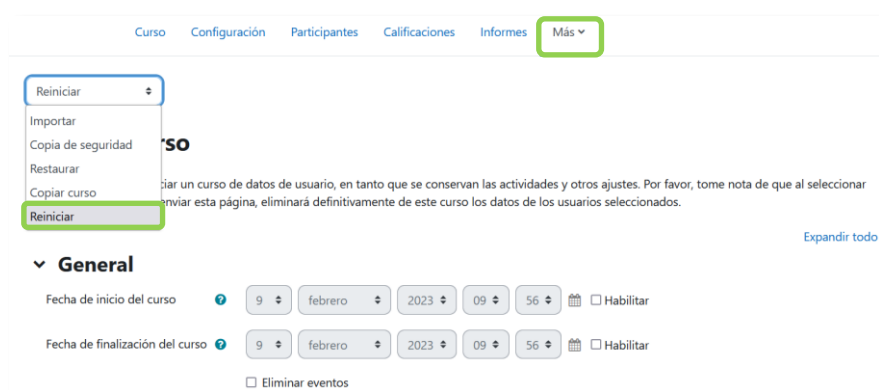 Curso Configuración Participantes Calificaciones Informes Más
Reiniciar
Importar
Copia de seguridad
Restaurar
Copiar curso
Reiniciar
rso
ciar un curso de datos de usuario, en tanto que se conservan las actividades y otros ajustes. Por favor, tome nota de que al seleccionar
enviar esta página, eliminará definitivamente de este curso los datos de los usuarios seleccionados.
Expandir todo
General
Fecha de inicio del curso ? 9 febrero 2023 09 56 Habilitar
Fecha de finalización del curso ? 9 febrero 2023 09 56 Habilitar
Eliminar eventos